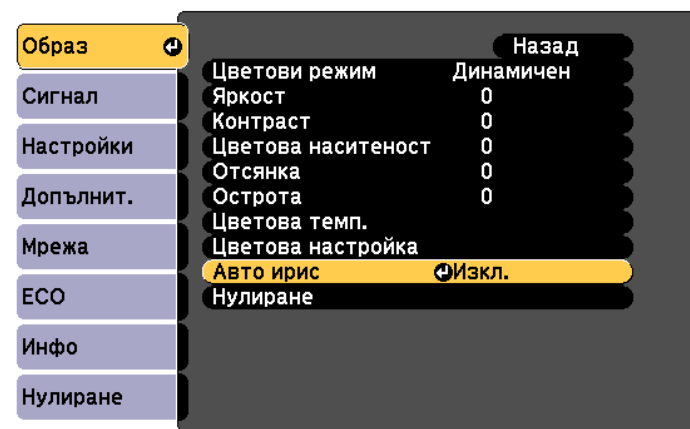 Образ
Сигнал
Настройки
Допълнит.
Мрежа
ECO
Инфо
Нулиране
Назад
Цветови режим Динамичен
Яркост 0
Контраст 0
Цветова наситеност 0
Отсянка 0
Острота 0
Цветова темп.
Цветова настройка
Авто ирис Изкл.
Нулиране